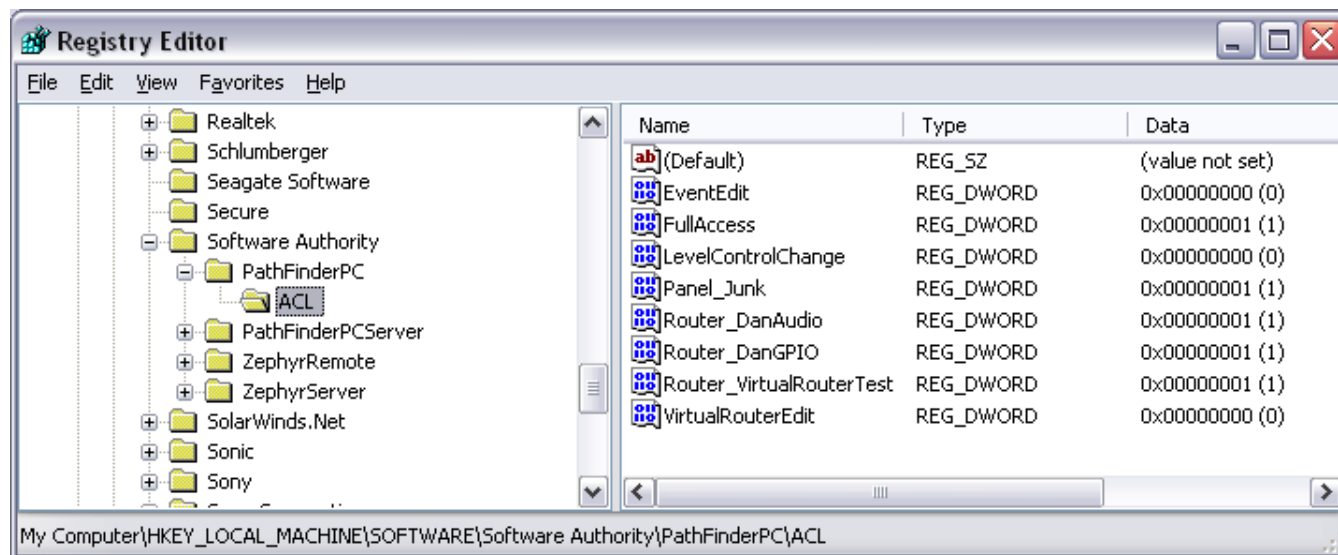 Registry Editor
File Edit View Favorites Help
Realtek
Schlumberger
Seagate Software
Secure
Software Authority
PathFinderPC
ACL
PathFinderPCServer
ZephyrRemote
ZephyrServer
SolarWinds.Net
Sonic
Sony
Name Type Data
(Default) REG_SZ (value not set)
EventEdit REG_DWORD 0x00000000 (0)
FullAccess REG_DWORD 0x00000001 (1)
LevelControlChange REG_DWORD 0x00000000 (0)
Panel_Junk REG_DWORD 0x00000001 (1)
Router_DanAudio REG_DWORD 0x00000001 (1)
Router_DanGPIO REG_DWORD 0x00000001 (1)
Router_VirtualRouterTest REG_DWORD 0x00000001 (1)
VirtualRouterEdit REG_DWORD 0x00000000 (0)
My Computer\HKEY_LOCAL_MACHINE\SOFTWARE\Software Authority\PathFinderPC\ACL